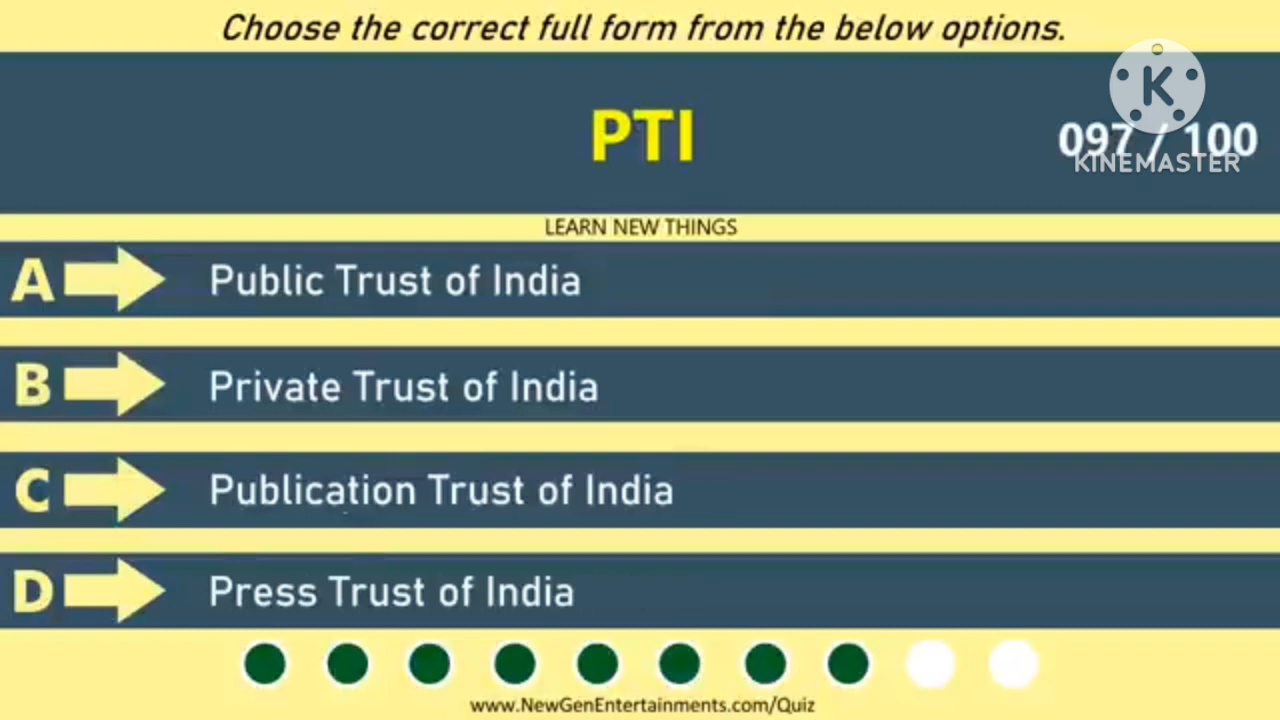 Choose the correct full form from the below options.
PTI
097 / 100
K
KINEMASTER
LEARN NEW THINGS
A Public Trust of India
B Private Trust of India
C Publication Trust of India
D Press Trust of India
www.NewGenEntertainments.com/Quiz